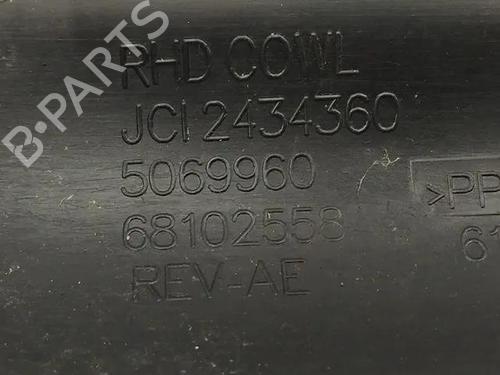 B-PARTS
RHD COWL
JCI 2434360
5069960
68102558
REV-AE
>PP
61